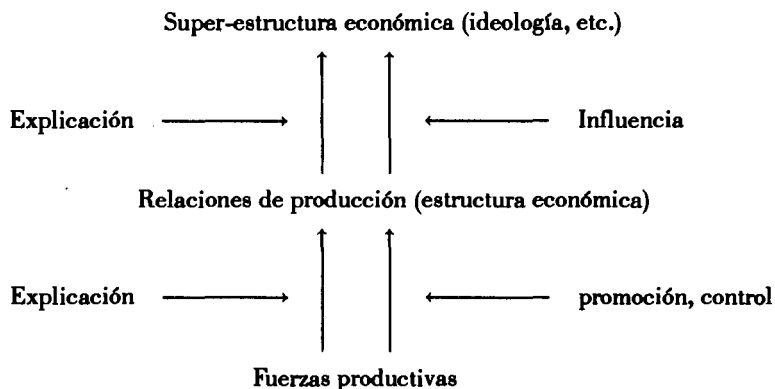 Super-estructura económica (ideología, etc.)
Explicación
Influencia
Relaciones de producción (estructura económica)
Explicación
promoción, control
Fuerzas productivas